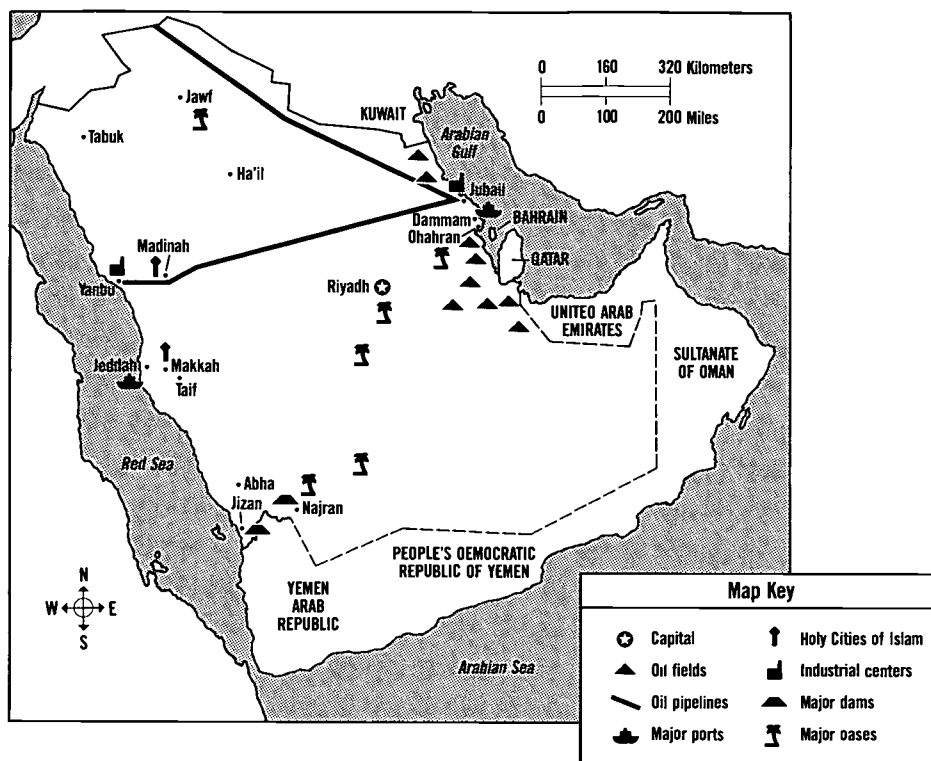 0 160 320 Kilometers
0 100 200 Miles
Jawf
KUWAIT
Arabian
Gulf
Tabuk
Ha'il
Jubail
Dammam
BAHRAIN
Ohahran
Madinah
QATAR
Yanbu
Riyadh
UNITEO ARAB
EMIRATES
SULTANATE
OF OMAN
Jeddah
Makkah
Taif
Red Sea
Abha
Jizan
Najran
PEOPLE'S OEMOCRATIC
REPUBLIC OF YEMEN
YEMEN
ARAB
REPUBLIC
N
W E
S
Arabian Sea
Map Key
Capital
Holy Cities of Islam
Oil fields
Industrial centers
Oil pipelines
Major dams
Major ports
Major oases